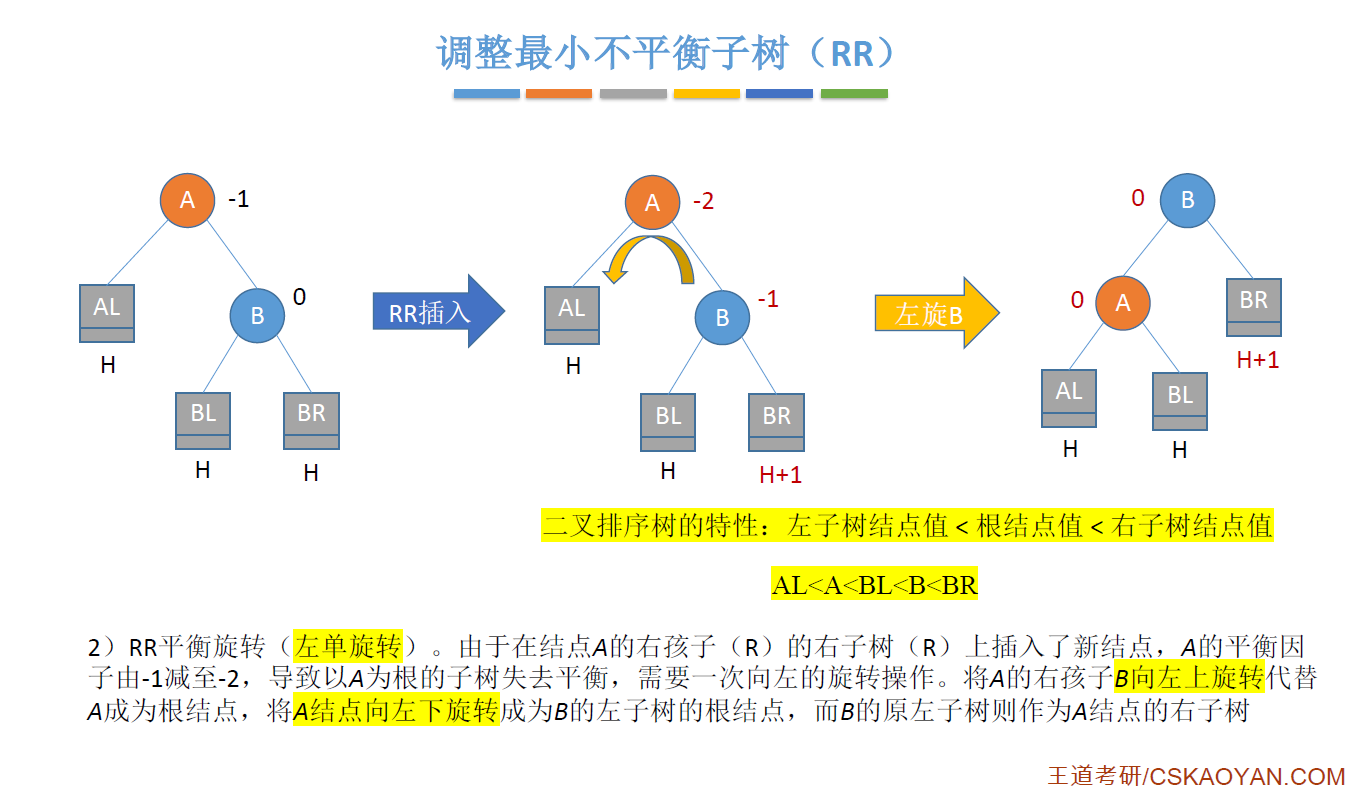 调整最小不平衡子树（RR）
A -1
B 0
AL
H
BL
H
BR
H
RR插入
A -2
B -1
AL
H
BL
H
BR
H+1
左旋B
0 B
0 A
BR
H+1
AL
H
BL
H
二叉排序树的特性：左子树结点值 < 根结点值 < 右子树结点值
AL<A<BL<B<BR
2）RR平衡旋转（左单旋转）。由于在结点A的右孩子（R）的右子树（R）上插入了新结点，A的平衡因
子由-1减至-2，导致以A为根的子树失去平衡，需要一次向左的旋转操作。将A的右孩子B向左上旋转代替
A成为根结点，将A结点向左下旋转成为B的左子树的根结点，而B的原左子树则作为A结点的右子树
王道考研/CSKAOYAN.COM